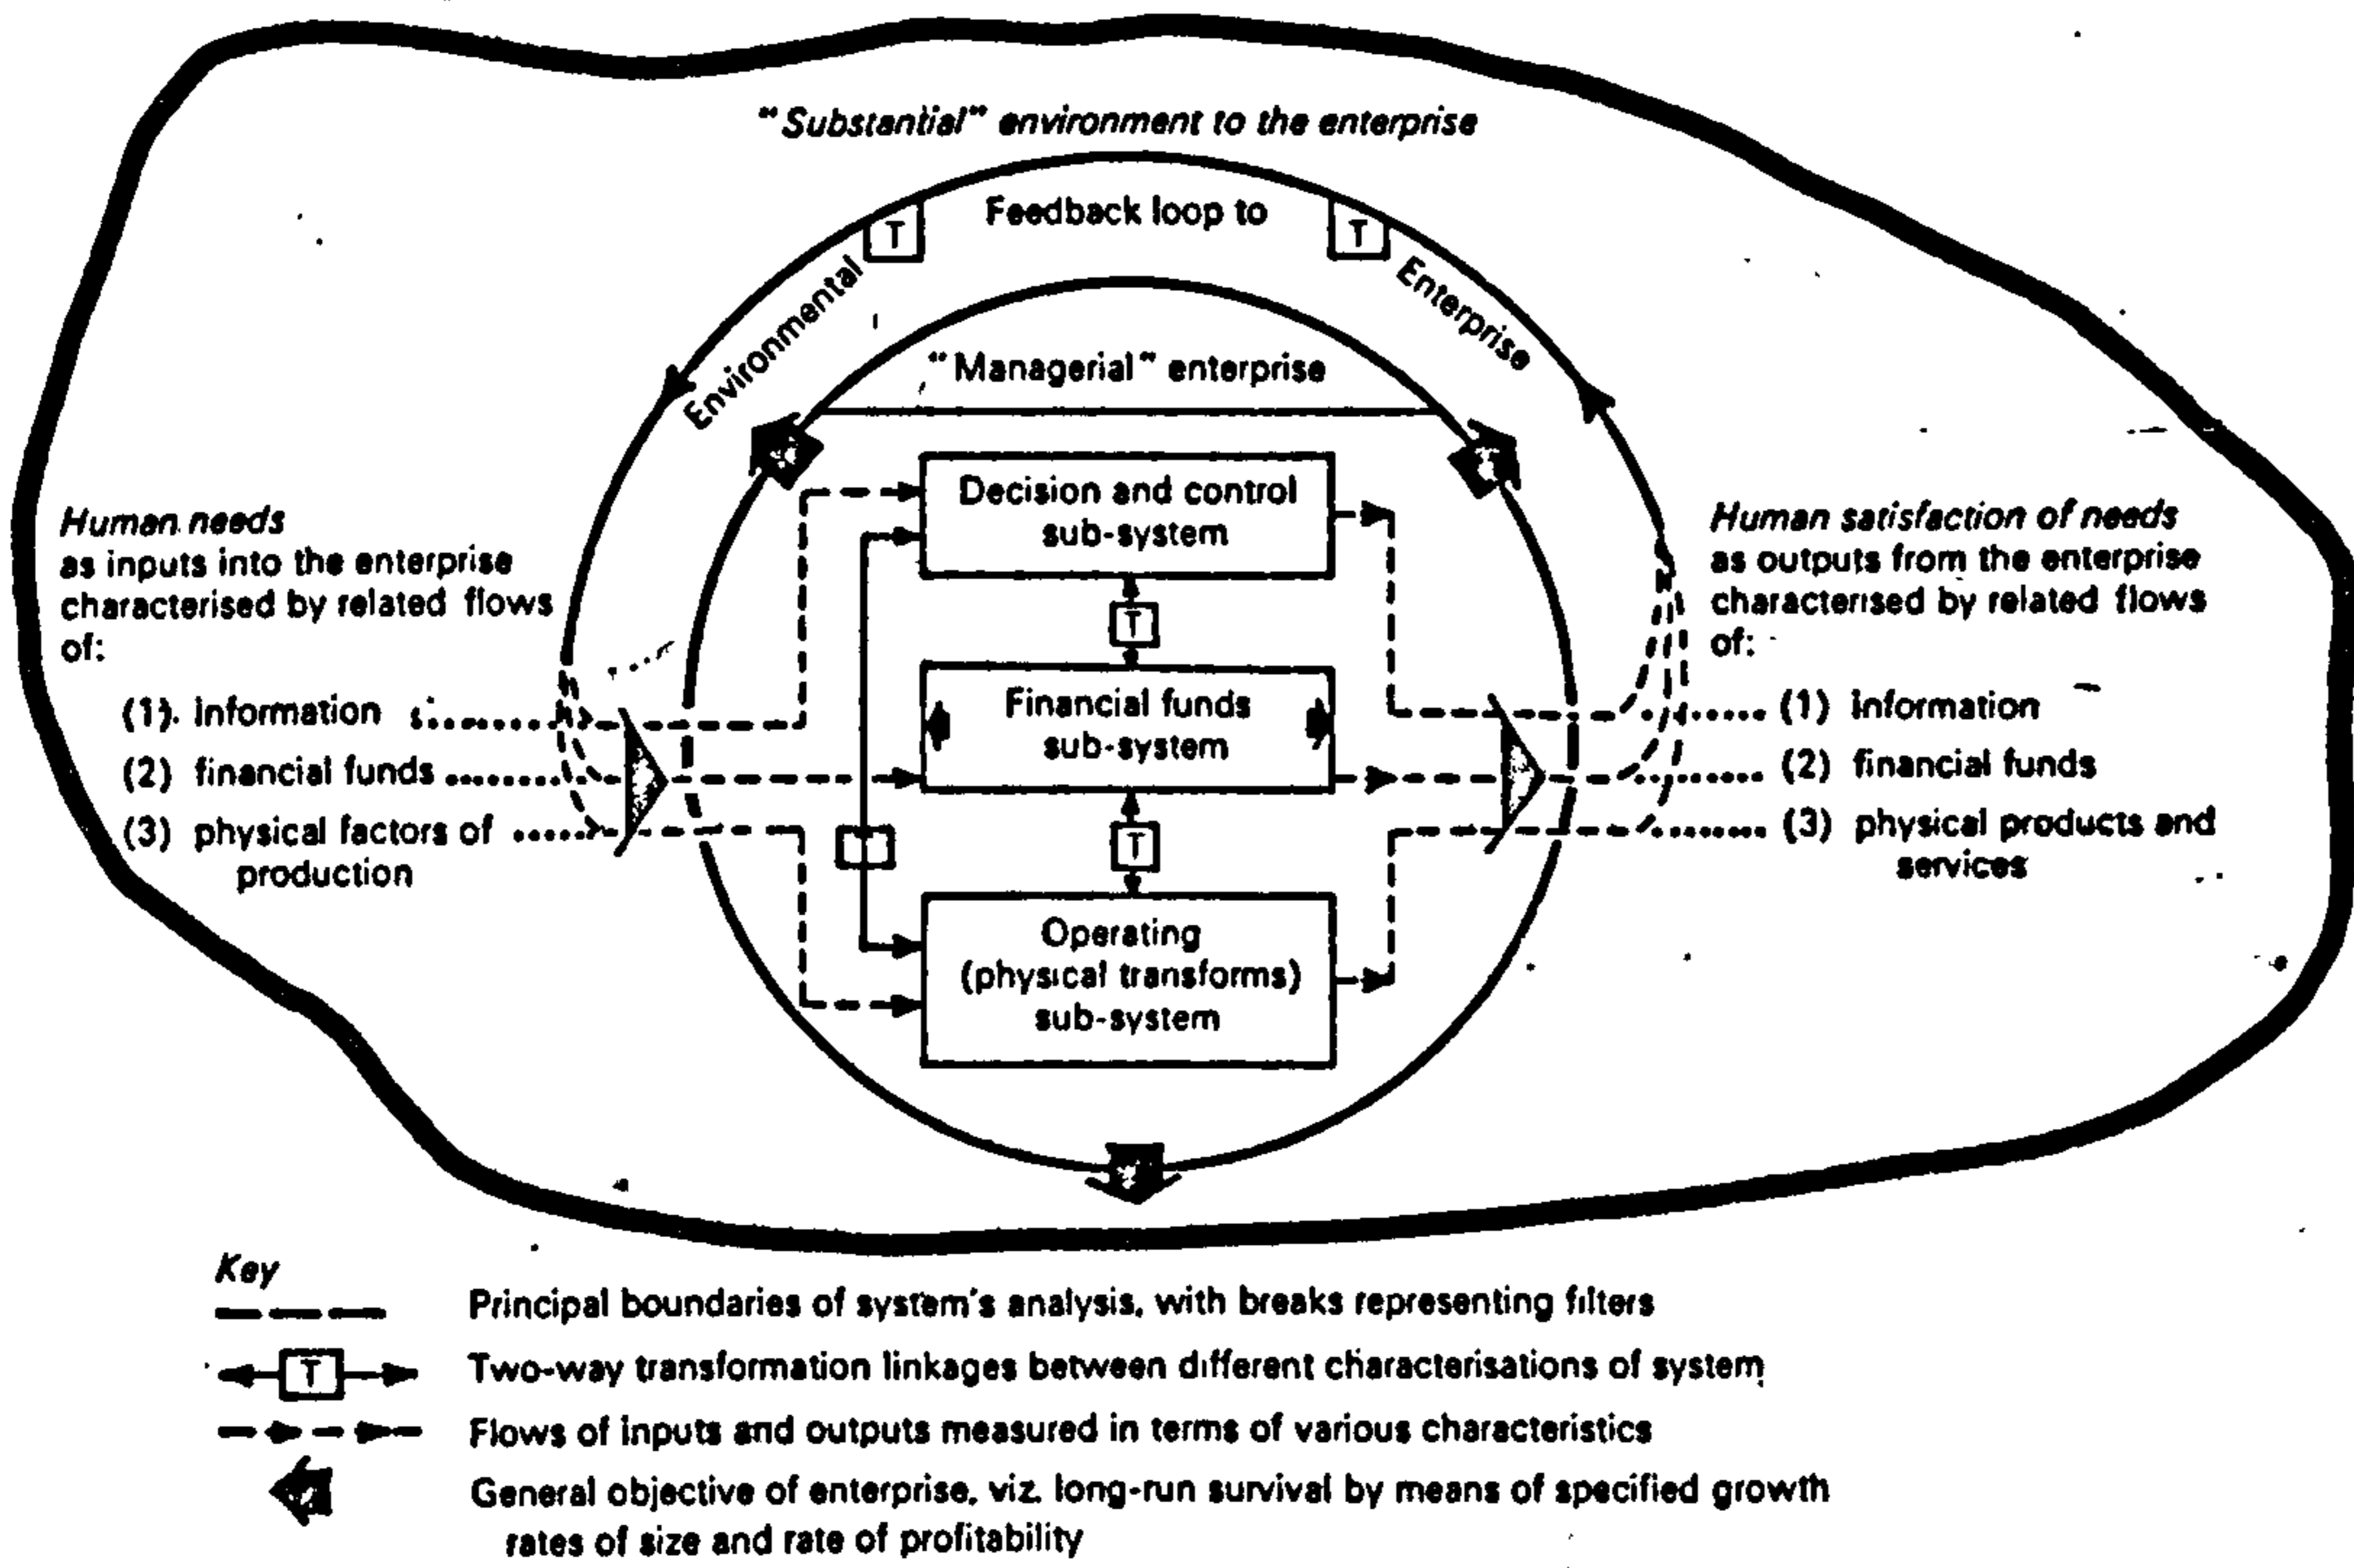 "Substantial" environment to the enterprise
Feedback loop to
T
T
Environmental
Enterprise
"Managerial" enterprise
Decision and control
sub-system
T
Financial funds
sub-system
T
Operating
(physical transforms)
sub-system
Human needs
as inputs into the enterprise
characterised by related flows
of:
(1). information
(2) financial funds
(3) physical factors of
production
Human satisfaction of needs
as outputs from the enterprise
characterised by related flows
of:
(1) information
(2) financial funds
(3) physical products and
services
Key
Principal boundaries of system's analysis, with breaks representing filters
T
Two-way transformation linkages between different characterisations of system
Flows of inputs and outputs measured in terms of various characteristics
General objective of enterprise, viz. long-run survival by means of specified growth
rates of size and rate of profitability